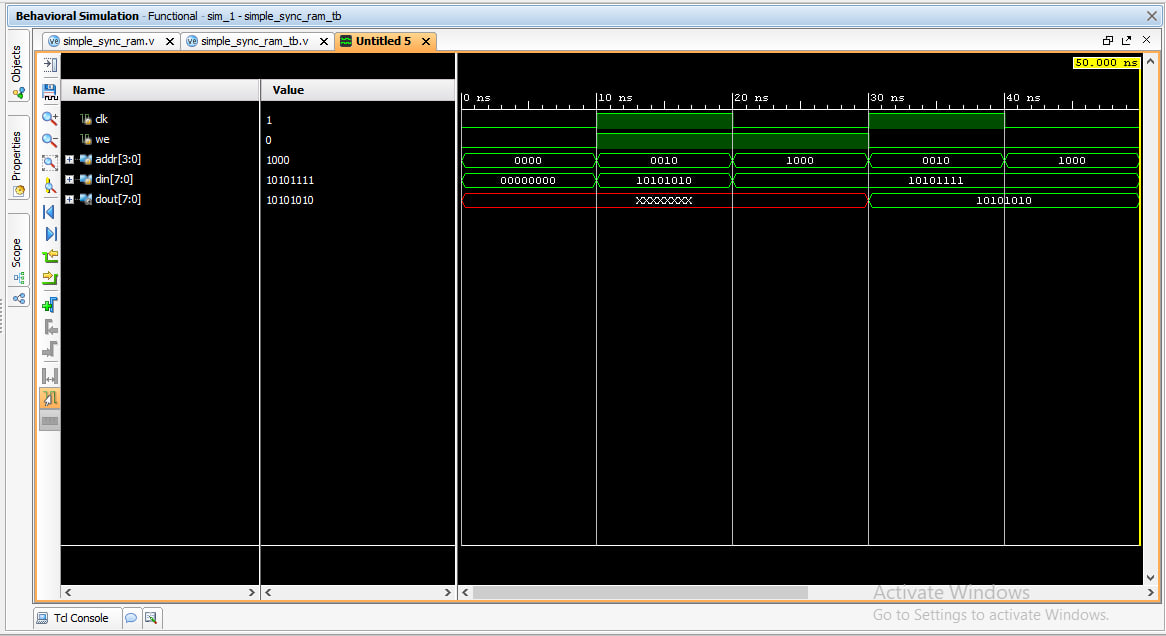 Behavioral Simulation - Functional - sim_1 - simple_sync_ram_tb
simple_sync_ram.v simple_sync_ram_tb.v Untitled 5
Objects
Properties
Scope
50.000 ns
Name Value
0 ns 10 ns 20 ns 30 ns 40 ns
clk 1
we 0
addr[3:0] 1000 0000 0010 1000 0010 1000
din[7:0] 10101111 00000000 10101010 10101111
dout[7:0] 10101010 XXXXXXXX 10101010
Activate Windows
Go to Settings to activate Windows.
Tcl Console